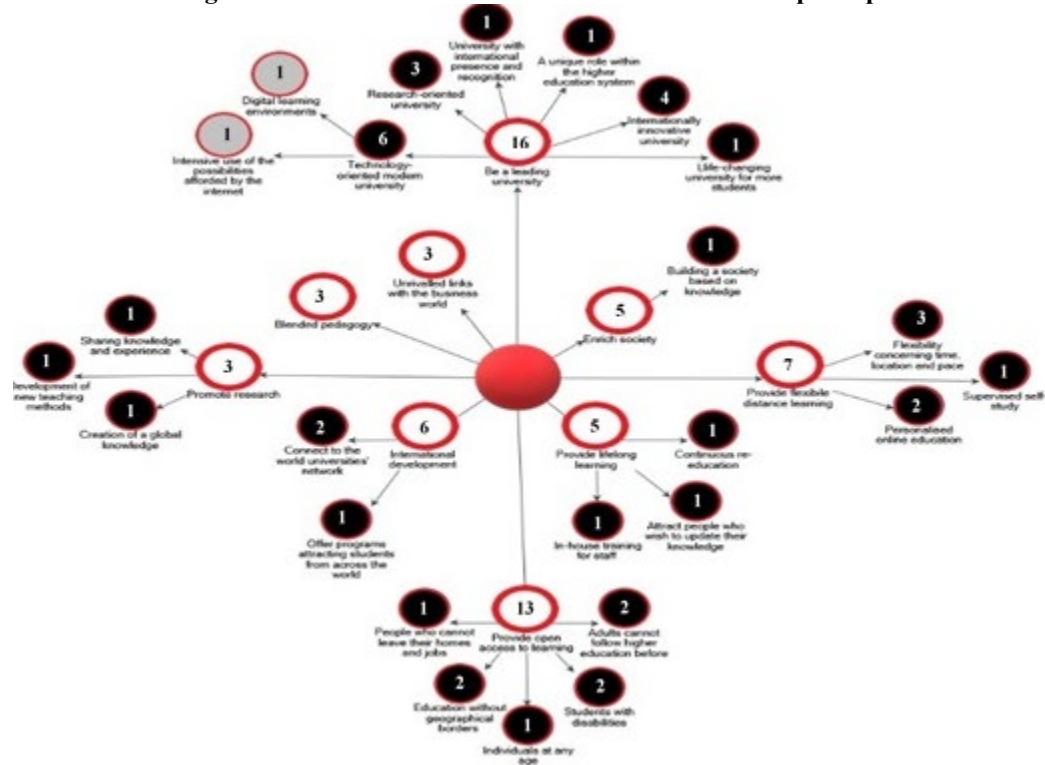 1
University with
international
presence and
recognition
1
A unique role within
the higher
education system
3
Research-oriented
university
4
Internationally
innovative
university
1
Digital learning
environments
1
Intensive use of the
possibilities
afforded by the
internet
6
Technology-
oriented modern
university
16
Be a leading
university
1
Life-changing
university for more
students
3
Unrivalled links
with the business
world
3
Blended pedagogy
1
Building a society
based on
knowledge
5
Enrich society
1
Sharing knowledge
and experience
1
Development of
new teaching
methods
3
Promote research
1
Creation of a global
knowledge
7
Provide flexibile
distance learning
3
Flexibility
concerning time,
location and pace
1
Supervised self-
study
2
Personalised
online education
2
Connect to the
world universities'
network
6
International
development
1
Offer programs
attracting students
from across the
world
5
Provide lifelong
learning
1
Continuous re-
education
1
In-house training
for staff
1
Attract people who
wish to update their
knowledge
13
Provide open
access to learning
1
People who cannot
leave their homes
and jobs
2
Adults cannot
follow higher
education before
2
Education without
geographical
borders
1
Individuals at any
age
2
Students with
disabilities